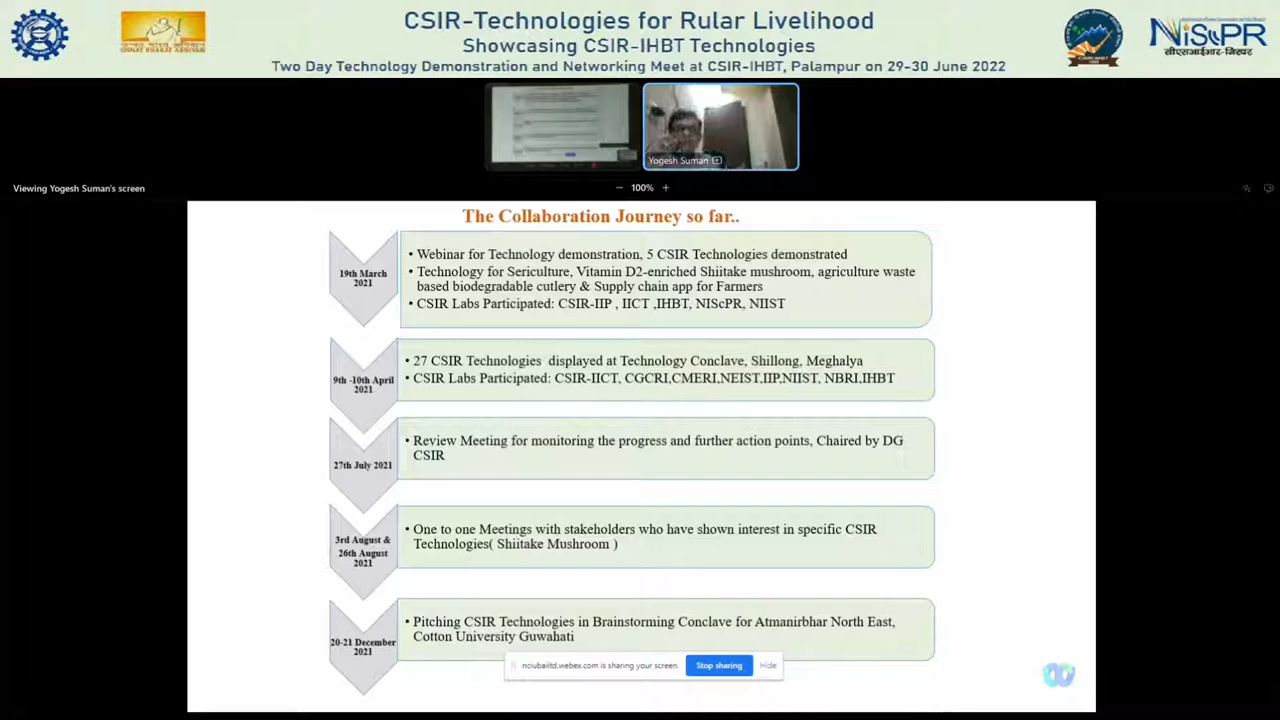 CSIR-Technologies for Rular Livelihood
Showcasing CSIR-IHBT Technologies
Two Day Technology Demonstration and Networking Meet at CSIR-IHBT, Palampur on 29-30 June 2022
NIScPR
सीएसआईआर-निस्पर
Yogesh Suman
Viewing Yogesh Suman's screen
− 100% +
The Collaboration Journey so far..
19th March
2021
• Webinar for Technology demonstration, 5 CSIR Technologies demonstrated
• Technology for Sericulture, Vitamin D2-enriched Shiitake mushroom, agriculture waste
based biodegradable cutlery & Supply chain app for Farmers
• CSIR Labs Participated: CSIR-IIP , IICT ,IHBT, NIScPR, NIIST
9th -10th April
2021
• 27 CSIR Technologies displayed at Technology Conclave, Shillong, Meghalya
• CSIR Labs Participated: CSIR-IICT, CGCRI,CMERI,NEIST,IIP,NIIST, NBRI,IHBT
27th July 2021
• Review Meeting for monitoring the progress and further action points, Chaired by DG
CSIR
3rd August &
26th August
2021
• One to one Meetings with stakeholders who have shown interest in specific CSIR
Technologies( Shiitake Mushroom )
20-21 December
2021
• Pitching CSIR Technologies in Brainstorming Conclave for Atmanirbhar North East,
Cotton University Guwahati
nciubaiitd.webex.com is sharing your screen.
Stop sharing
Hide